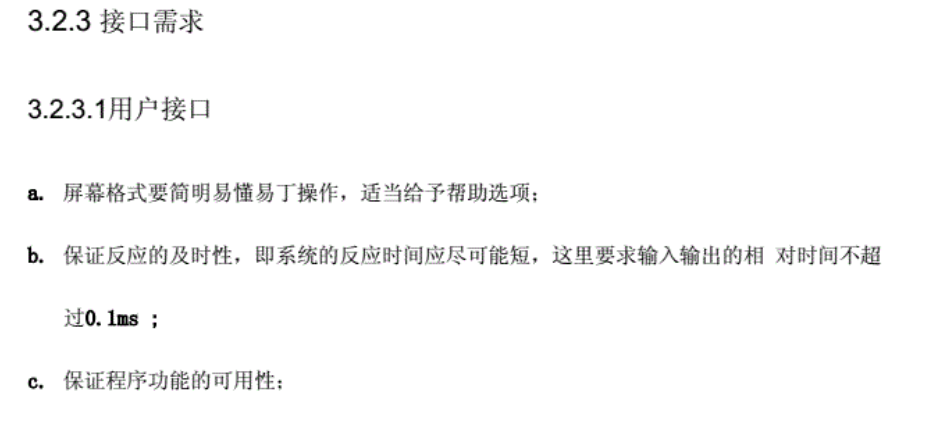 3.2.3 接口需求
3.2.3.1用户接口
a. 屏幕格式要简明易懂易丁操作，适当给予帮助选项；
b. 保证反应的及时性，即系统的反应时间应尽可能短，这里要求输入输出的相 对时间不超
过0.1ms ；
c. 保证程序功能的可用性；